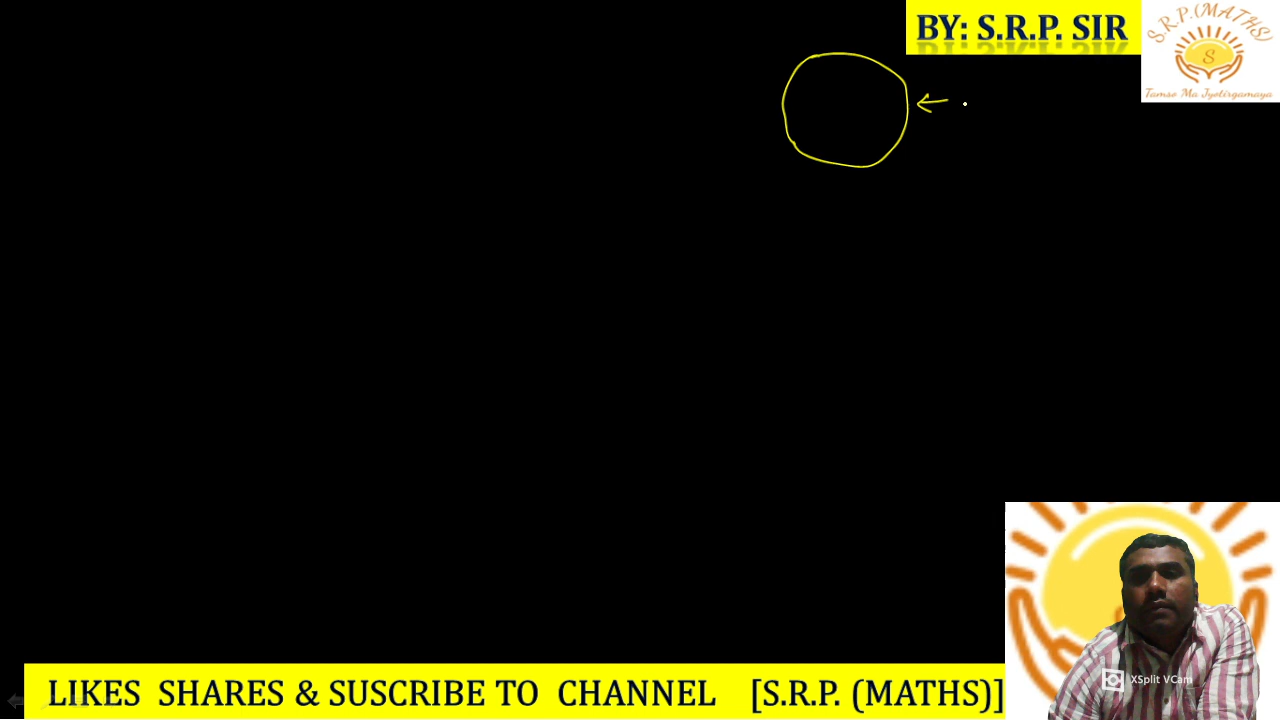 BY: S.R.P. SIR
S.R.P.(MATHS)
S
Tamso Ma Jyotirgamaya
XSplit VCam
LIKES SHARES & SUSCRIBE TO CHANNEL [S.R.P. (MATHS)]